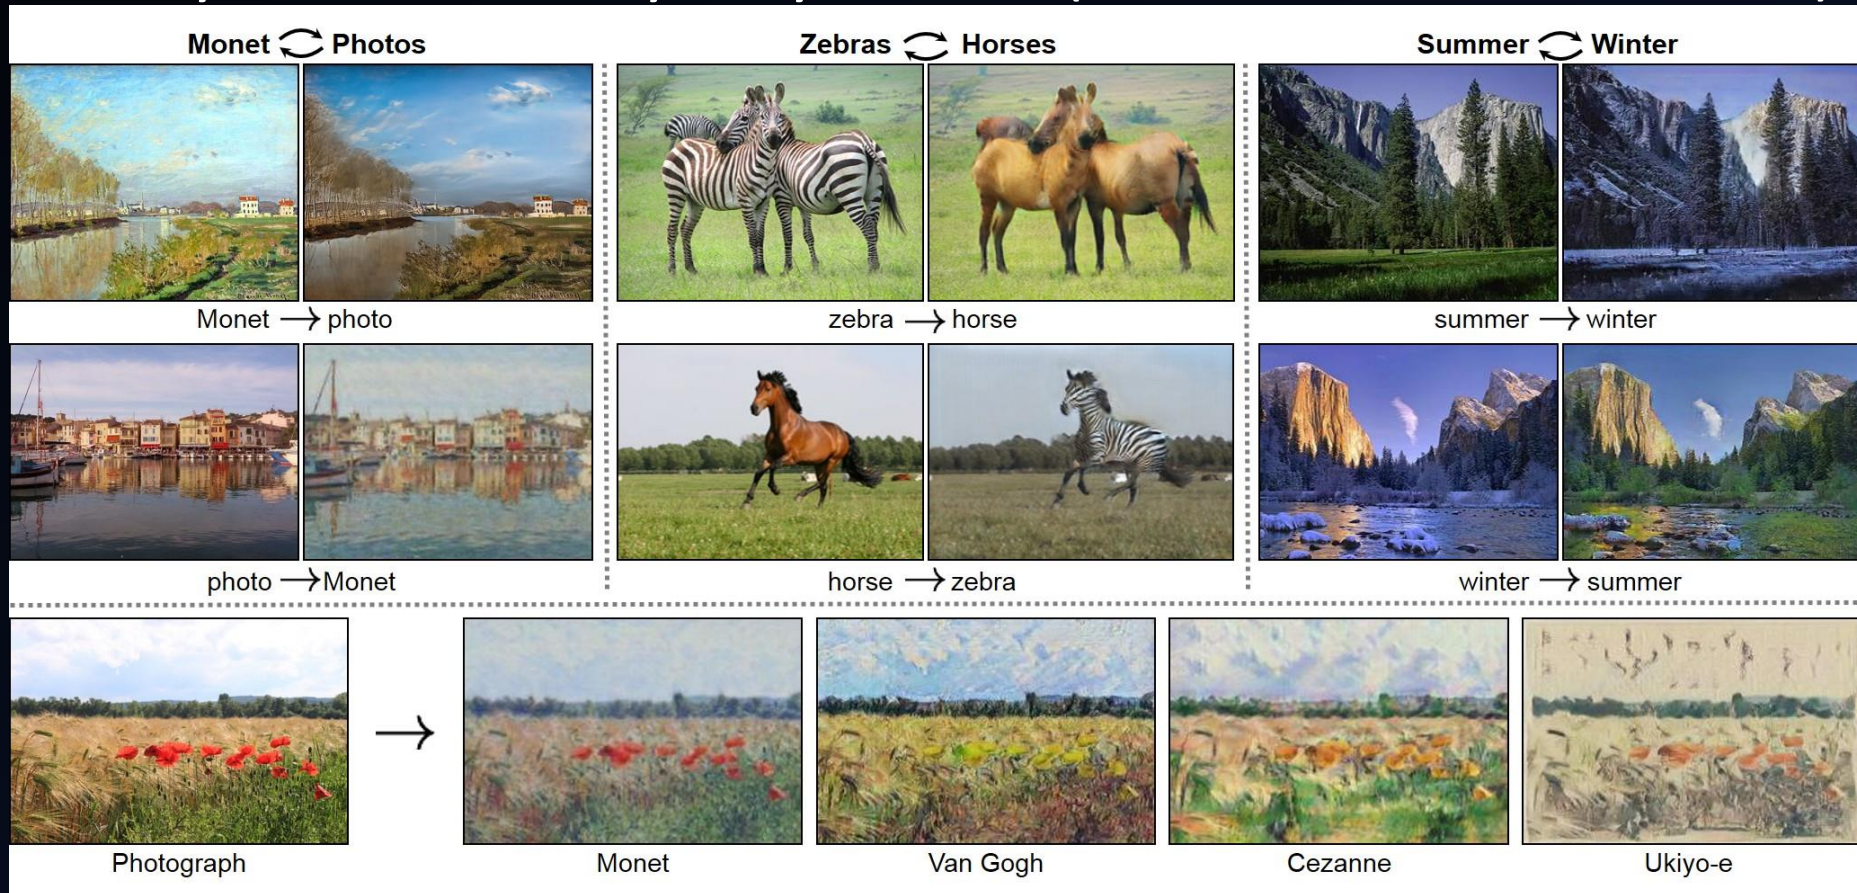 Monet ⇄ Photos
Zebras ⇄ Horses
Summer ⇄ Winter
Monet → photo
zebra → horse
summer → winter
photo → Monet
horse → zebra
winter → summer
Photograph
→
Monet
Van Gogh
Cezanne
Ukiyo-e